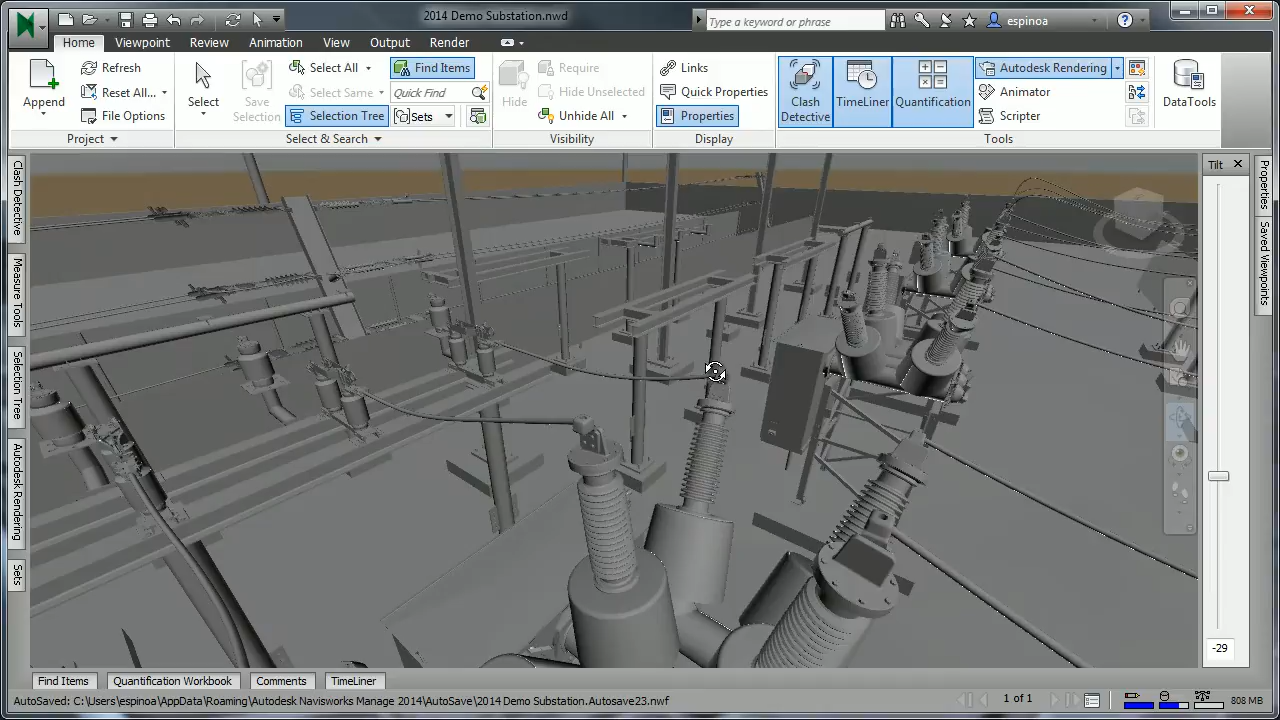 2014 Demo Substation.nwd
Type a keyword or phrase
espinoa
Home
Viewpoint
Review
Animation
View
Output
Render
Append
Refresh
Reset All...
File Options
Project
Select
Save Selection
Select All
Select Same
Selection Tree
Find Items
Quick Find
Sets
Select & Search
Hide
Require
Hide Unselected
Unhide All
Visibility
Links
Quick Properties
Properties
Display
Clash Detective
TimeLiner
Quantification
Autodesk Rendering
Animator
Scripter
Tools
DataTools
Clash Detective
Measure Tools
Selection Tree
Autodesk Rendering
Sets
Tilt
-29
Properties
Saved Viewpoints
Find Items
Quantification Workbook
Comments
TimeLiner
AutoSaved: C:\Users\espinoa\AppData\Roaming\Autodesk Navisworks Manage 2014\AutoSave\2014 Demo Substation.Autosave23.nwf
1 of 1
808 MB